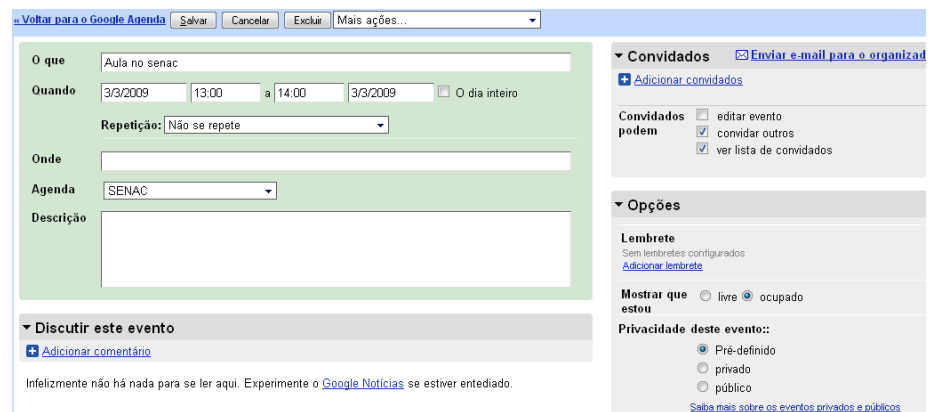 « Voltar para o Google Agenda Salvar Cancelar Excluir Mais ações...
O que Aula no senac
Quando 3/3/2009 13:00 a 14:00 3/3/2009 O dia inteiro
Repetição: Não se repete
Onde
Agenda SENAC
Descrição
Discutir este evento
Adicionar comentário
Infelizmente não há nada para se ler aqui. Experimente o Google Notícias se estiver entediado.
Convidados Enviar e-mail para o organizad
Adicionar convidados
Convidados podem
editar evento
convidar outros
ver lista de convidados
Opções
Lembrete
Sem lembretes configurados
Adicionar lembrete
Mostrar que estou livre ocupado
Privacidade deste evento::
Pré-definido
privado
público
Saiba mais sobre os eventos privados e públicos